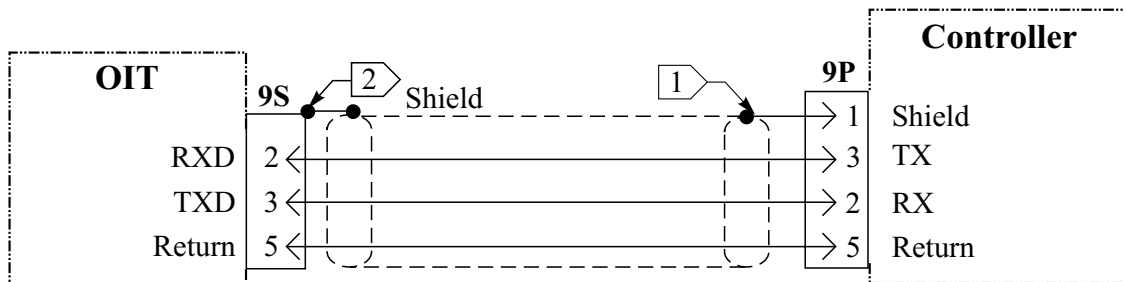 Controller
OIT
9P
9S
2
Shield
1
1
Shield
RXD
2
3
TX
TXD
3
2
RX
Return
5
5
Return